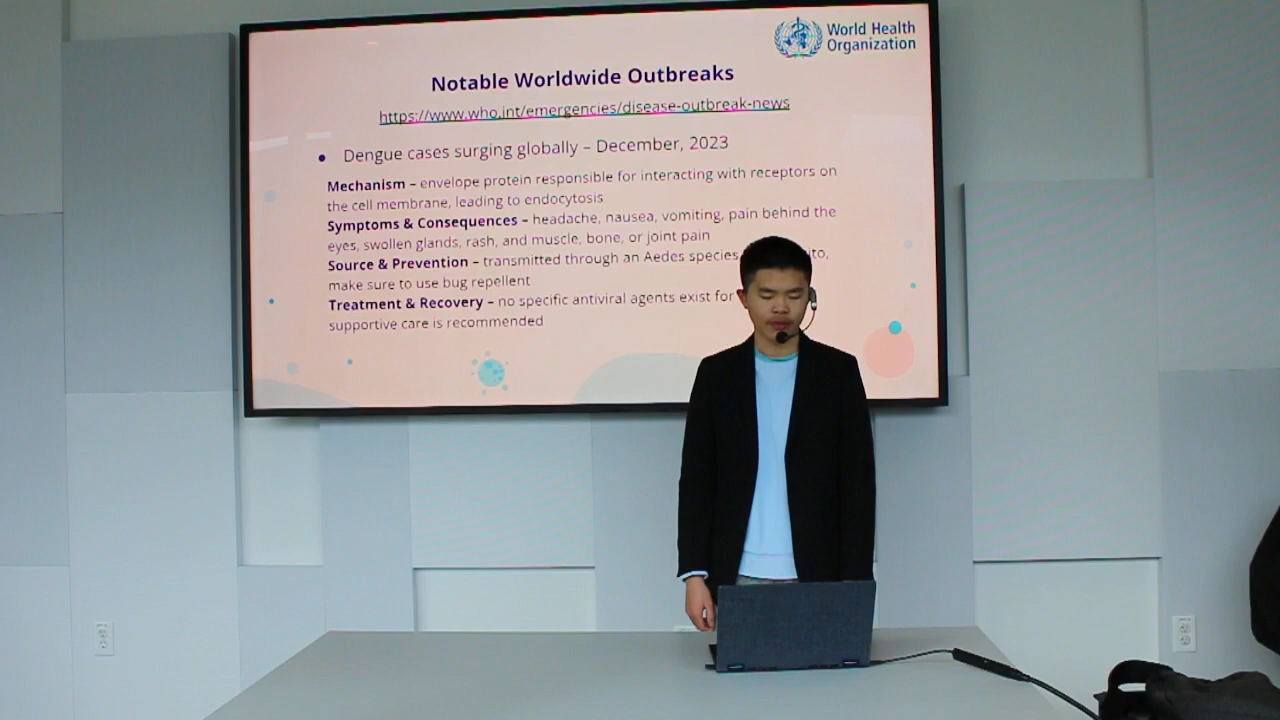 World Health
Organization
Notable Worldwide Outbreaks
https://www.who.int/emergencies/disease-outbreak-news
• Dengue cases surging globally – December, 2023
Mechanism – envelope protein responsible for interacting with receptors on
the cell membrane, leading to endocytosis
Symptoms & Consequences – headache, nausea, vomiting, pain behind the
eyes, swollen glands, rash, and muscle, bone, or joint pain
Source & Prevention – transmitted through an Aedes species
make sure to use bug repellent
Treatment & Recovery – no specific antiviral agents exist for
supportive care is recommended